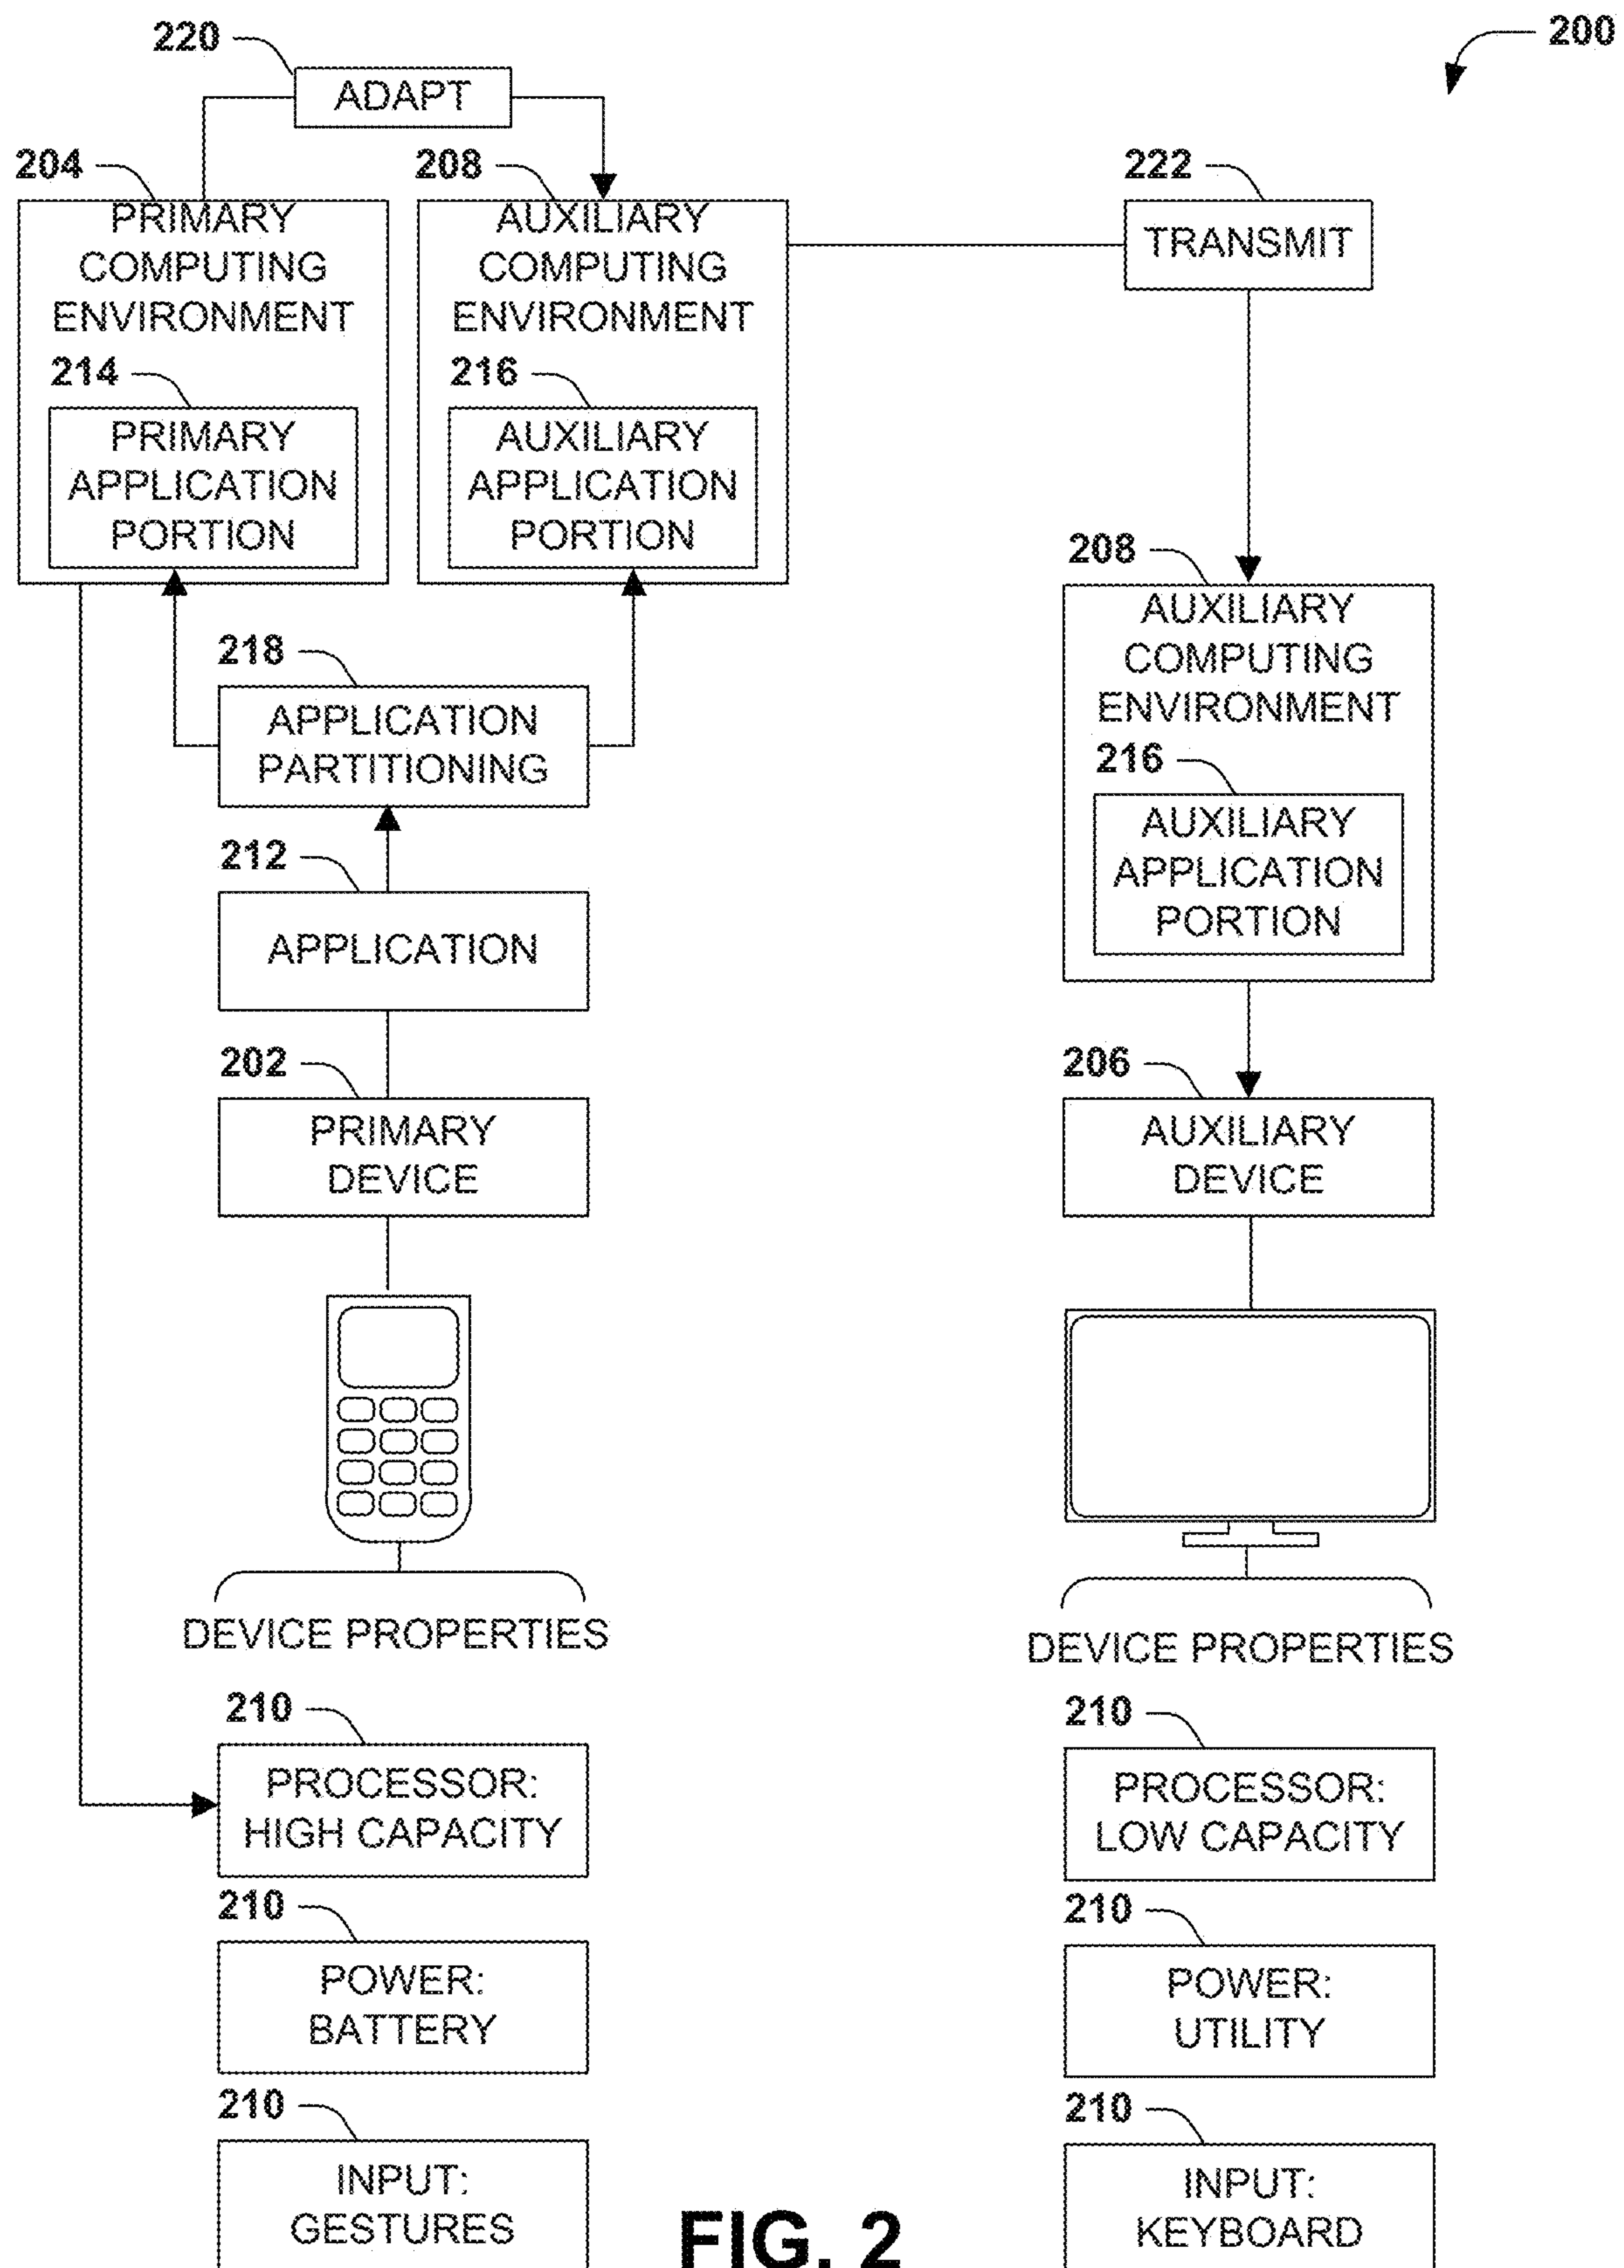 200
220
ADAPT
204
PRIMARY
COMPUTING
ENVIRONMENT
214
PRIMARY
APPLICATION
PORTION
208
AUXILIARY
COMPUTING
ENVIRONMENT
216
AUXILIARY
APPLICATION
PORTION
222
TRANSMIT
218
APPLICATION
PARTITIONING
212
APPLICATION
202
PRIMARY
DEVICE
208
AUXILIARY
COMPUTING
ENVIRONMENT
216
AUXILIARY
APPLICATION
PORTION
206
AUXILIARY
DEVICE
DEVICE PROPERTIES
210
PROCESSOR:
HIGH CAPACITY
210
POWER:
BATTERY
210
INPUT:
GESTURES
DEVICE PROPERTIES
210
PROCESSOR:
LOW CAPACITY
210
POWER:
UTILITY
210
INPUT:
KEYBOARD
FIG. 2